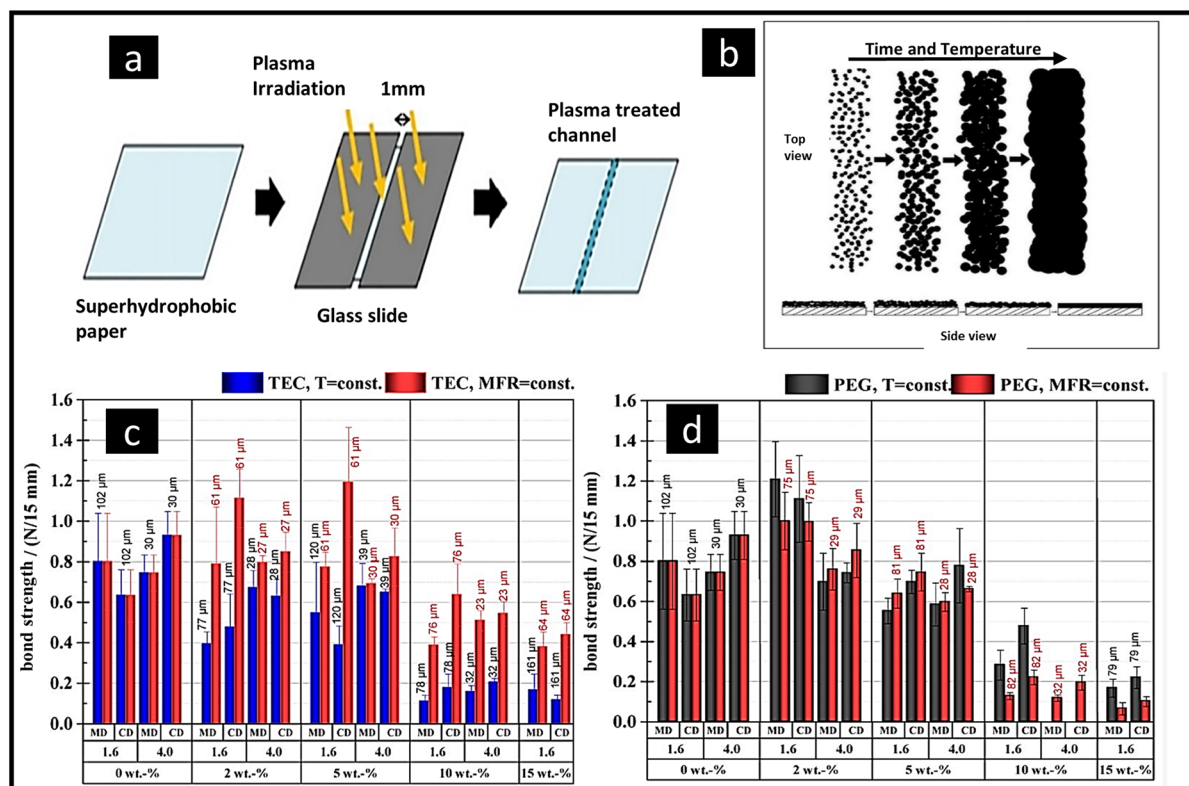 a
Plasma
Irradiation
1mm
Plasma treated
channel
Superhydrophobic
paper
Glass slide
b
Time and Temperature
Top
view
Side view
TEC, T=const.
TEC, MFR=const.
c
bond strength / (N/15 mm)
1.6
1.4
1.2
1.0
0.8
0.6
0.4
0.2
0.0
102 µm
102 µm
30 µm
30 µm
77 µm
61 µm
77 µm
61 µm
28 µm
27 µm
28 µm
27 µm
120 µm
61 µm
120 µm
61 µm
39 µm
30 µm
39 µm
30 µm
78 µm
76 µm
78 µm
76 µm
32 µm
23 µm
32 µm
23 µm
161 µm
64 µm
161 µm
64 µm
MD CD MD CD MD CD MD CD MD CD MD CD MD CD MD CD MD CD
1.6 4.0 1.6 4.0 1.6 4.0 1.6 4.0 1.6
0 wt.-% 2 wt.-% 5 wt.-% 10 wt.-% 15 wt.-%
PEG, T=const.
PEG, MFR=const.
d
bond strength / (N/15 mm)
1.6
1.4
1.2
1.0
0.8
0.6
0.4
0.2
0.0
102 µm
102 µm
30 µm
30 µm
75 µm
75 µm
29 µm
29 µm
81 µm
81 µm
28 µm
28 µm
82 µm
82 µm
32 µm
32 µm
79 µm
79 µm
MD CD MD CD MD CD MD CD MD CD MD CD MD CD MD CD MD CD
1.6 4.0 1.6 4.0 1.6 4.0 1.6 4.0 1.6
0 wt.-% 2 wt.-% 5 wt.-% 10 wt.-% 15 wt.-%